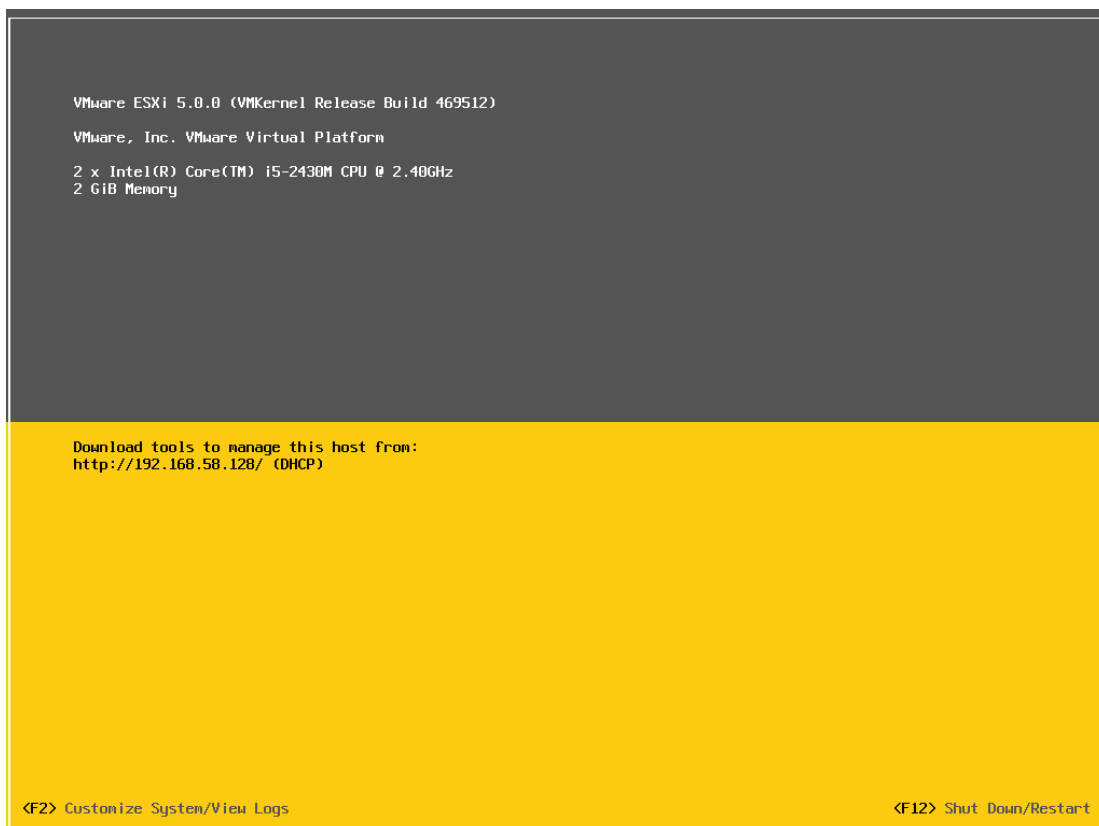 VMware ESXi 5.0.0 (VMKernel Release Build 469512)
VMware, Inc. VMware Virtual Platform
2 x Intel(R) Core(TM) i5-2430M CPU @ 2.40GHz
2 GiB Memory
Download tools to manage this host from:
http://192.168.58.128/ (DHCP)
<F2> Customize System/View Logs
<F12> Shut Down/Restart